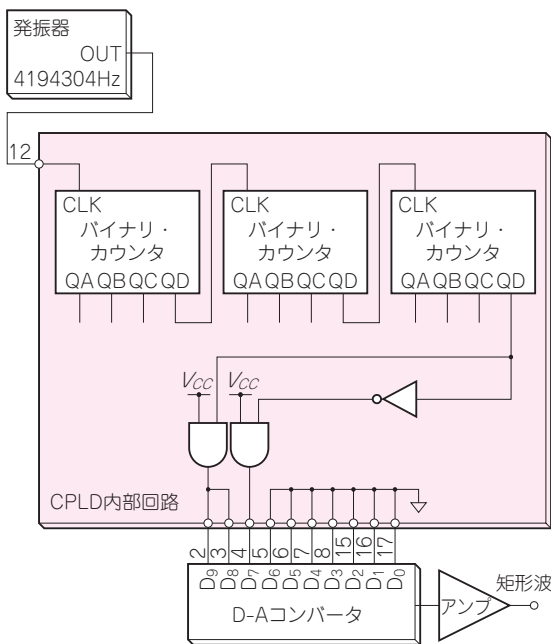 発振器
OUT
4194304Hz
12
CLK
バイナリ・
カウンタ
QA QB QC QD
CLK
バイナリ・
カウンタ
QA QB QC QD
CLK
バイナリ・
カウンタ
QA QB QC QD
VCC
VCC
CPLD内部回路
2 3 4 5 6 7 8 15 16 17
D9 D8 D7 D6 D5 D4 D3 D2 D1 D0
D-Aコンバータ
アンプ
矩形波